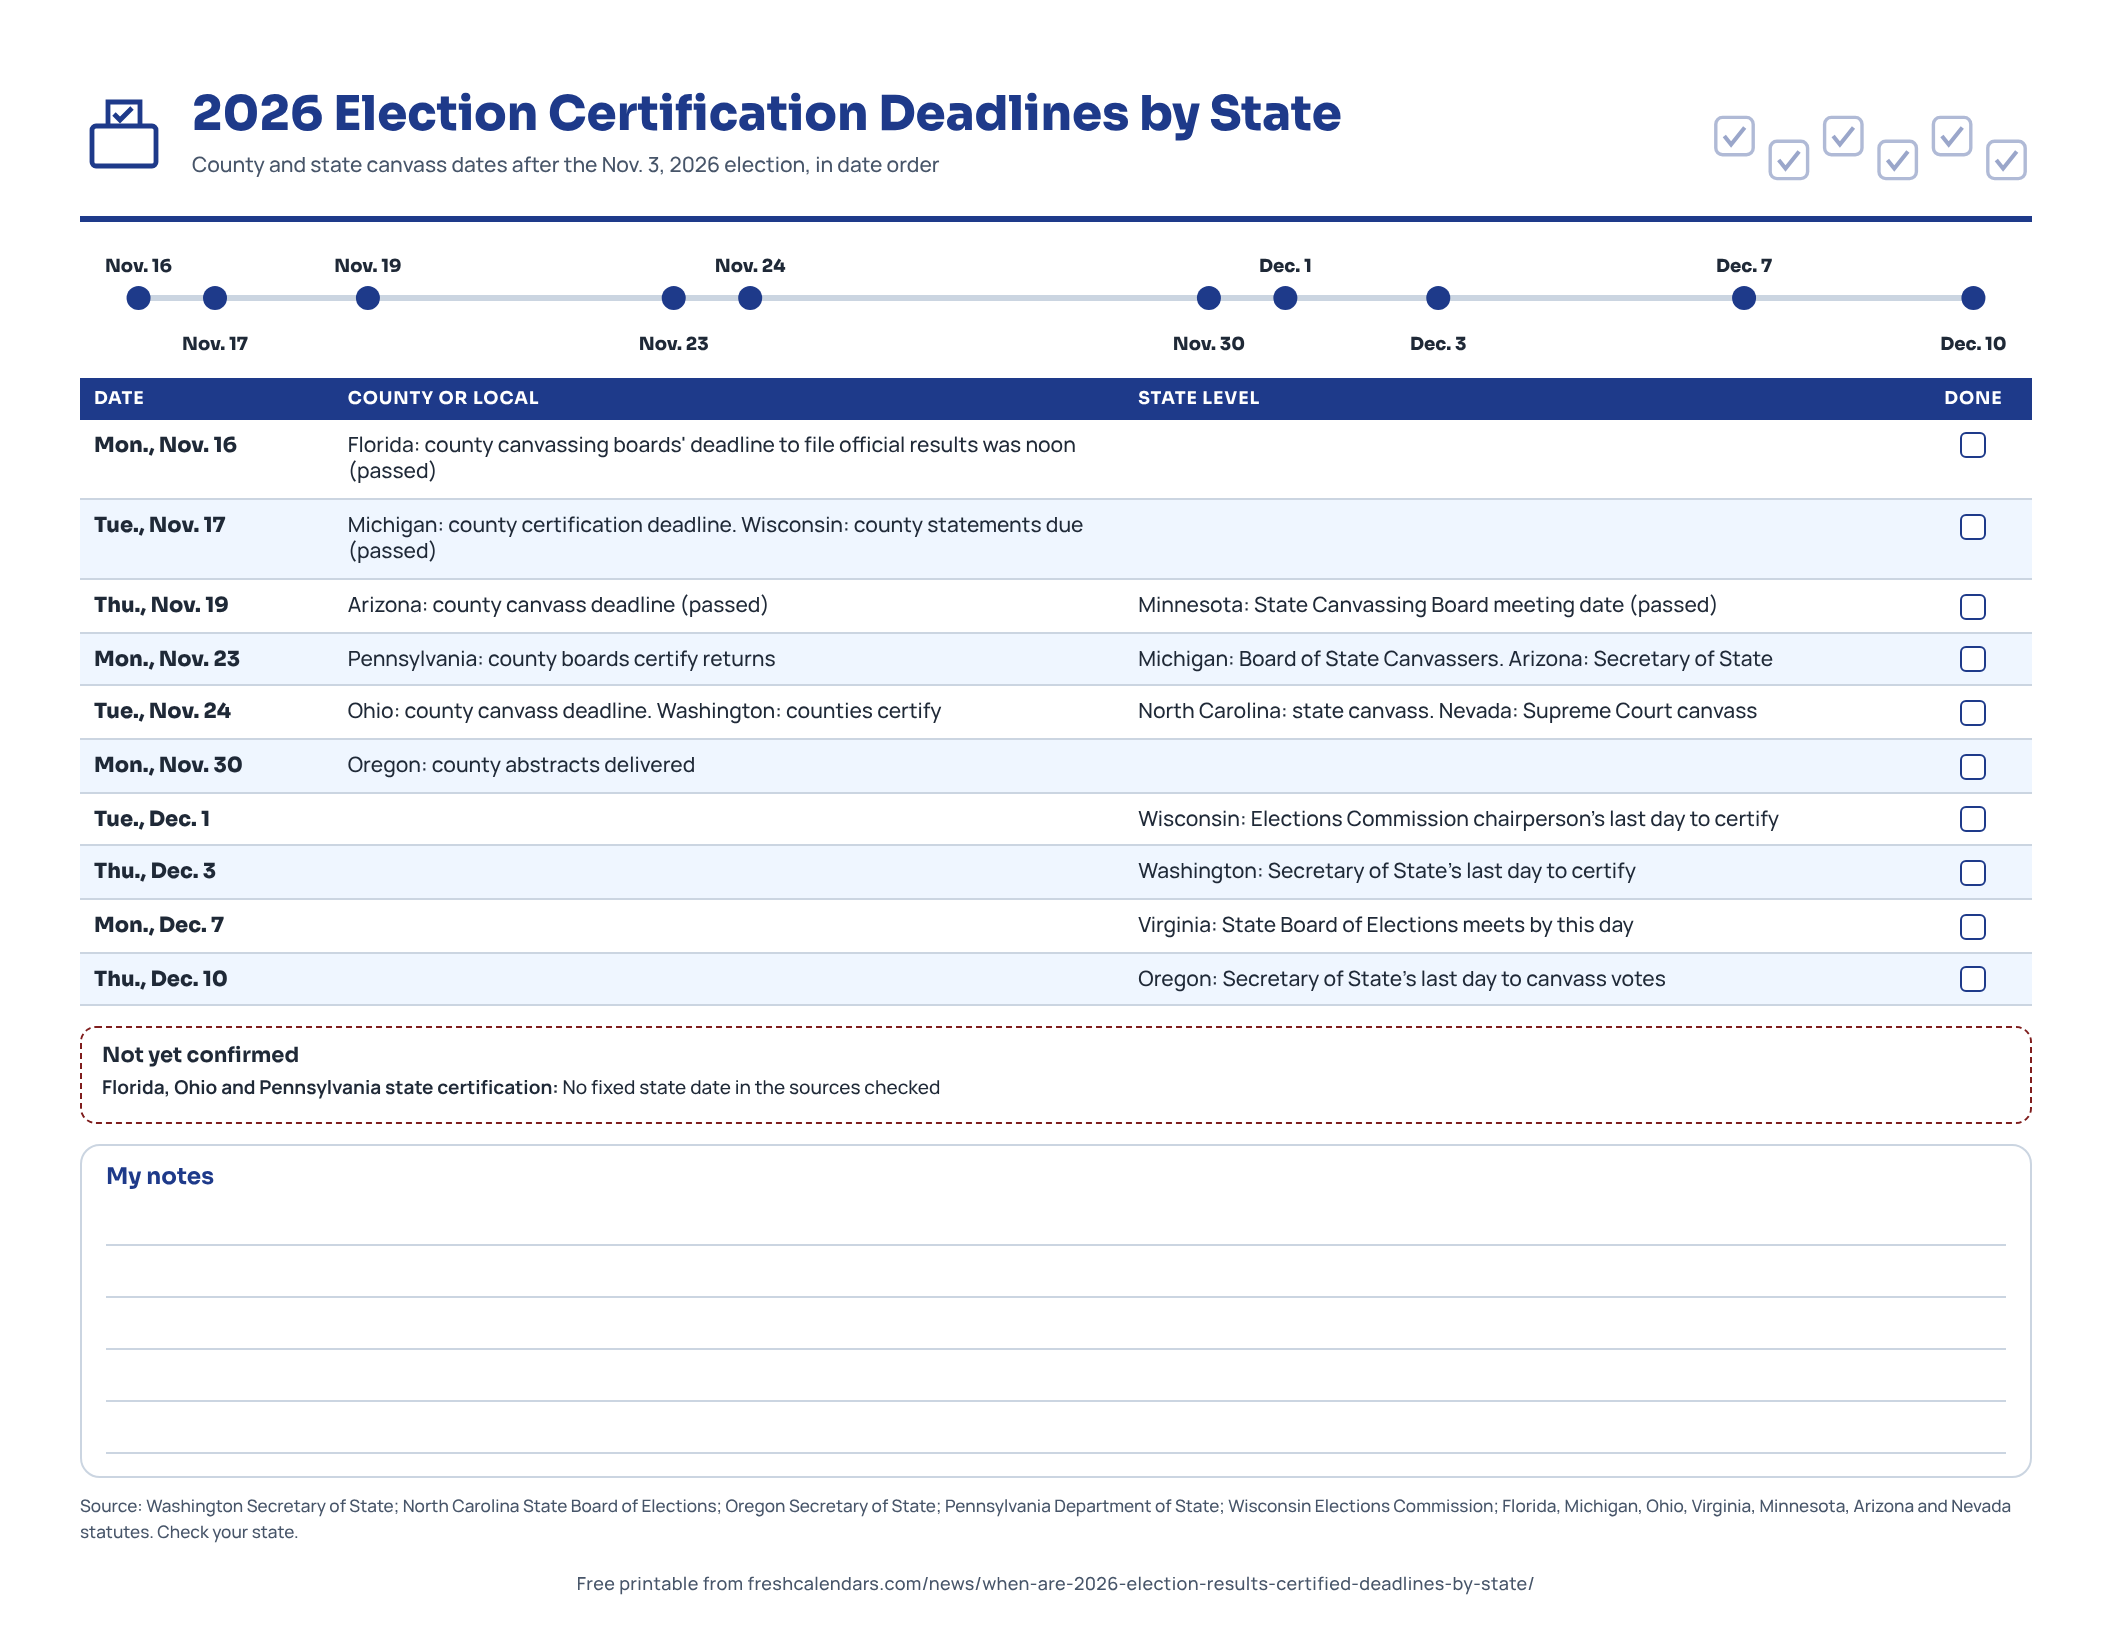 2026 Election Certification Deadlines by State
County and state canvass dates after the Nov. 3, 2026 election, in date order
Nov. 16
Nov. 19
Nov. 24
Dec. 1
Dec. 7
Nov. 17
Nov. 23
Nov. 30
Dec. 3
Dec. 10
DATE COUNTY OR LOCAL STATE LEVEL DONE
Mon., Nov. 16 Florida: county canvassing boards' deadline to file official results was noon
(passed)
Tue., Nov. 17 Michigan: county certification deadline. Wisconsin: county statements due
(passed)
Thu., Nov. 19 Arizona: county canvass deadline (passed) Minnesota: State Canvassing Board meeting date (passed)
Mon., Nov. 23 Pennsylvania: county boards certify returns Michigan: Board of State Canvassers. Arizona: Secretary of State
Tue., Nov. 24 Ohio: county canvass deadline. Washington: counties certify North Carolina: state canvass. Nevada: Supreme Court canvass
Mon., Nov. 30 Oregon: county abstracts delivered
Tue., Dec. 1 Wisconsin: Elections Commission chairperson’s last day to certify
Thu., Dec. 3 Washington: Secretary of State’s last day to certify
Mon., Dec. 7 Virginia: State Board of Elections meets by this day
Thu., Dec. 10 Oregon: Secretary of State’s last day to canvass votes
Not yet confirmed
Florida, Ohio and Pennsylvania state certification: No fixed state date in the sources checked
My notes
Source: Washington Secretary of State; North Carolina State Board of Elections; Oregon Secretary of State; Pennsylvania Department of State; Wisconsin Elections Commission; Florida, Michigan, Ohio, Virginia, Minnesota, Arizona and Nevada
statutes. Check your state.
Free printable from freshcalendars.com/news/when-are-2026-election-results-certified-deadlines-by-state/